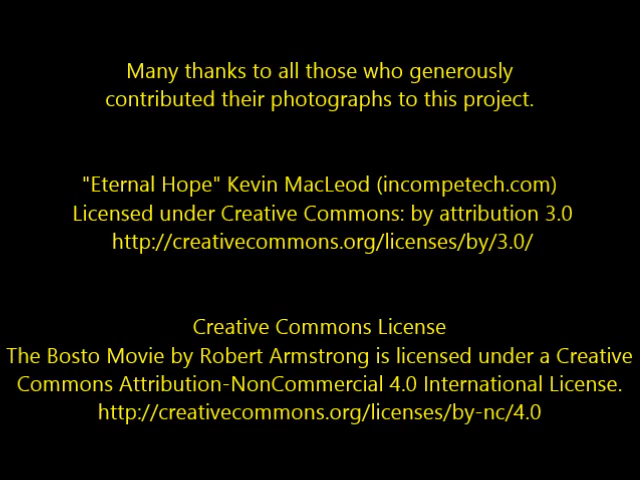 Many thanks to all those who generously
contributed their photographs to this project.
"Eternal Hope" Kevin MacLeod (incompetech.com)
Licensed under Creative Commons: by attribution 3.0
http://creativecommons.org/licenses/by/3.0/
Creative Commons License
The Bosto Movie by Robert Armstrong is licensed under a Creative
Commons Attribution-NonCommercial 4.0 International License.
http://creativecommons.org/licenses/by-nc/4.0